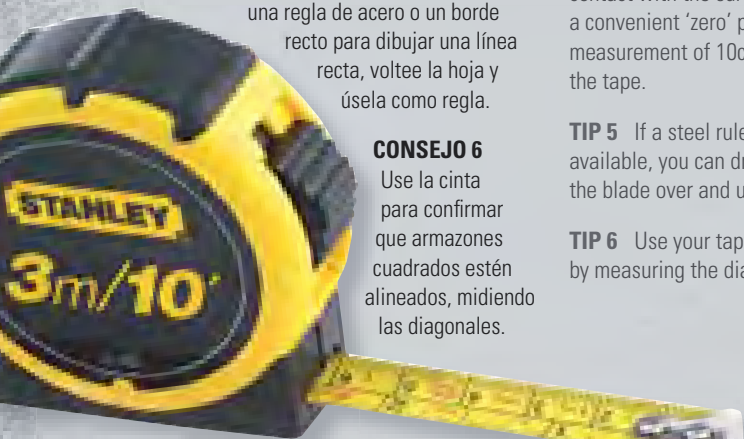 una regla de acero o un borde
recto para dibujar una línea
recta, voltee la hoja y
úsela como regla.
CONSEJO 6
Use la cinta
para confirmar
que armazones
cuadrados estén
alineados, midiendo
las diagonales.
a convenient ‘zero’ p
measurement of 10c
the tape.
TIP 5 If a steel rule
available, you can dr
the blade over and u
TIP 6 Use your tap
by measuring the dia
STANLEY
3m/10'